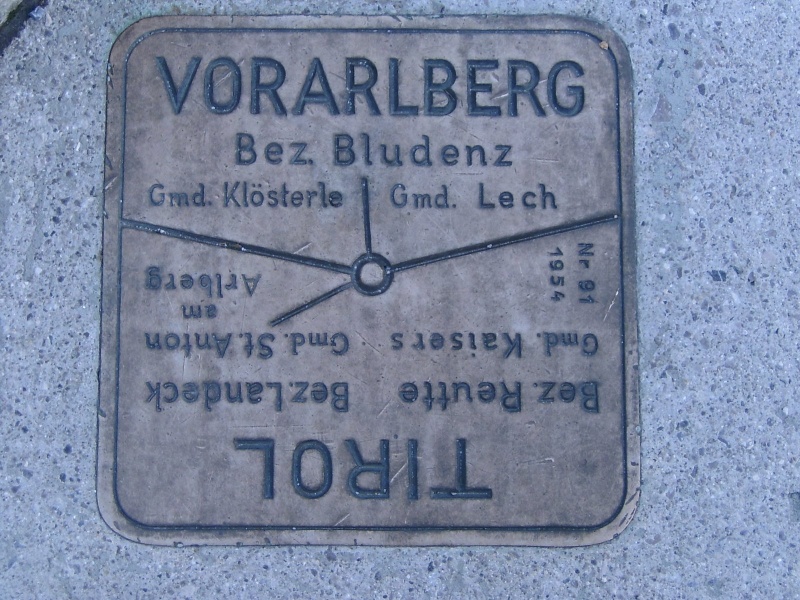 VORARLBERG
Bez. Bludenz
Gmd. Klösterle Gmd. Lech
Nr 91
1954
TIROL
Bez. Reutte Bez. Landeck
Gmd. Kaisers Gmd. St. Anton
am
Arlberg